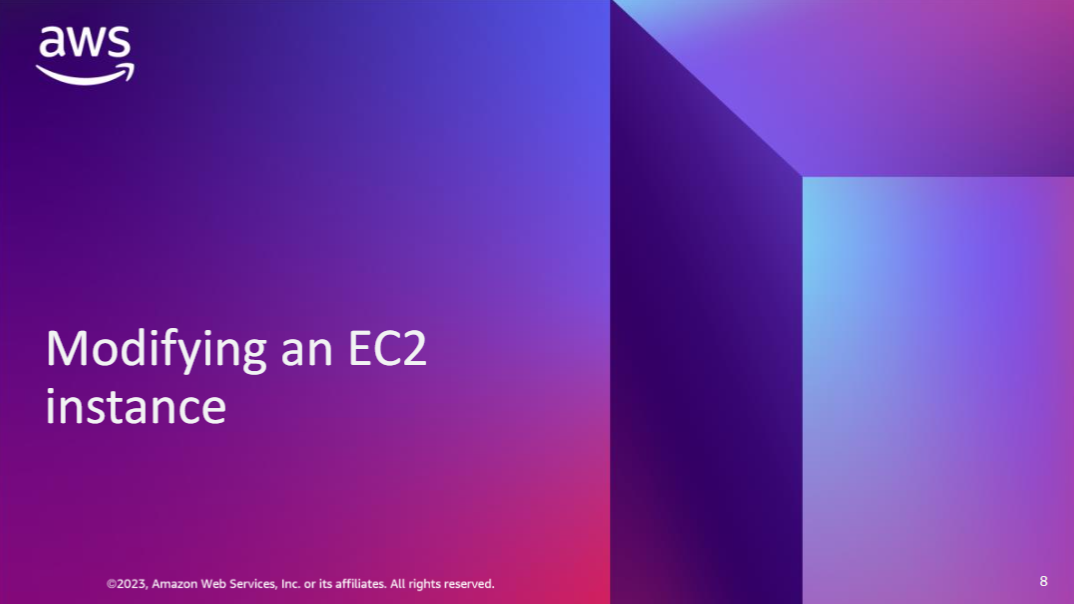 aws
Modifying an EC2
instance
©2023, Amazon Web Services, Inc. or its affiliates. All rights reserved.
8